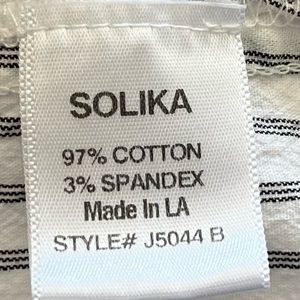 SOLIKA
97% COTTON
3% SPANDEX
Made In LA
STYLE# J5044 B